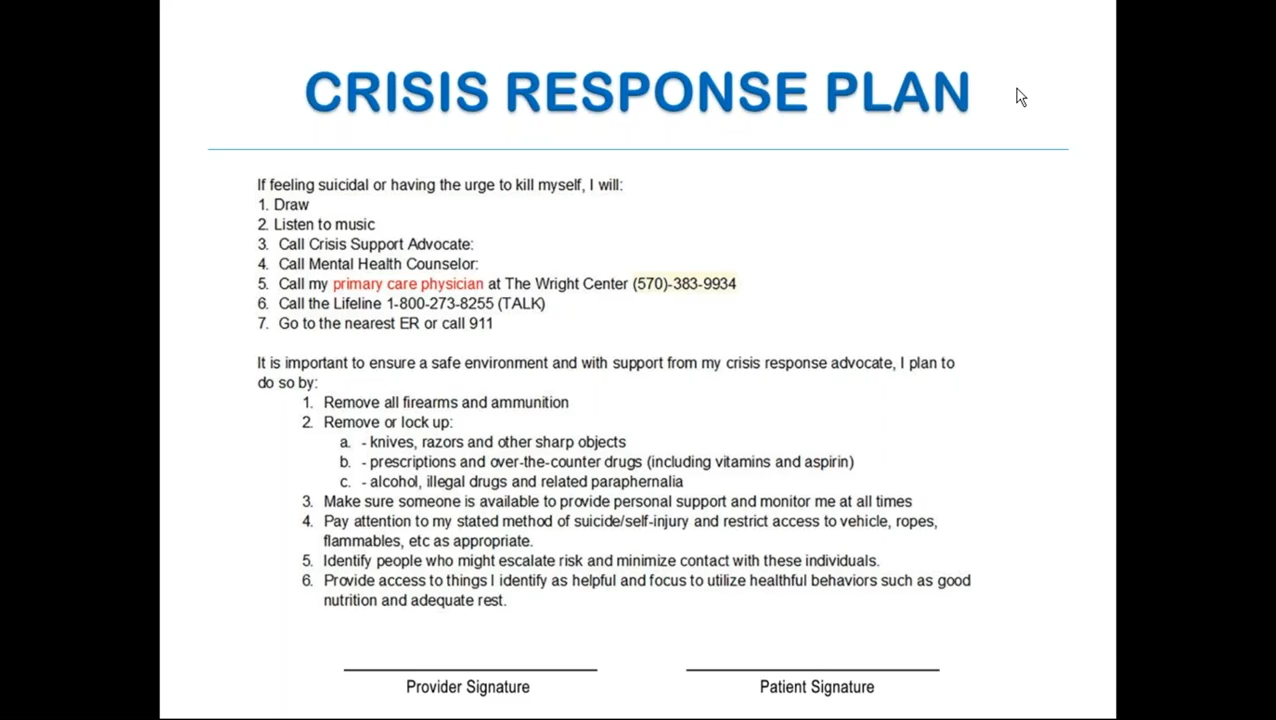 CRISIS RESPONSE PLAN
If feeling suicidal or having the urge to kill myself, I will:
1. Draw
2. Listen to music
3. Call Crisis Support Advocate:
4. Call Mental Health Counselor:
5. Call my primary care physician at The Wright Center (570)-383-9934
6. Call the Lifeline 1-800-273-8255 (TALK)
7. Go to the nearest ER or call 911
It is important to ensure a safe environment and with support from my crisis response advocate, I plan to
do so by:
1. Remove all firearms and ammunition
2. Remove or lock up:
a. - knives, razors and other sharp objects
b. - prescriptions and over-the-counter drugs (including vitamins and aspirin)
c. - alcohol, illegal drugs and related paraphernalia
3. Make sure someone is available to provide personal support and monitor me at all times
4. Pay attention to my stated method of suicide/self-injury and restrict access to vehicle, ropes,
flammables, etc as appropriate.
5. Identify people who might escalate risk and minimize contact with these individuals.
6. Provide access to things I identify as helpful and focus to utilize healthful behaviors such as good
nutrition and adequate rest.
Provider Signature
Patient Signature